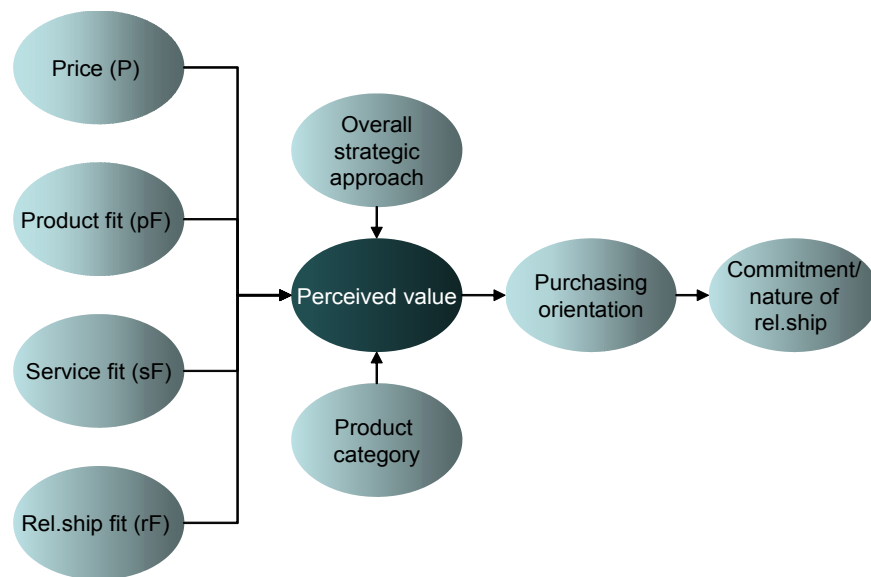 Price (P)
Product fit (pF)
Service fit (sF)
Rel.ship fit (rF)
Overall
strategic
approach
Perceived value
Product
category
Purchasing
orientation
Commitment/
nature of
rel.ship